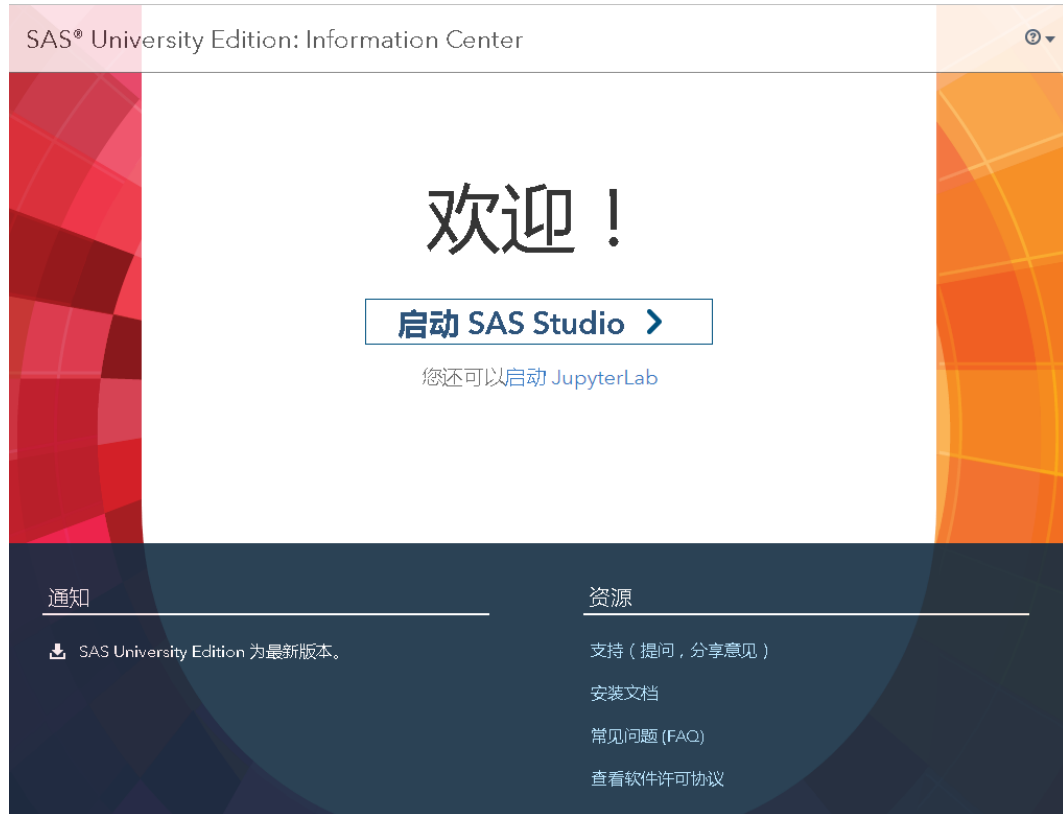 SAS® University Edition: Information Center
欢迎！
启动 SAS Studio
您还可以启动 JupyterLab
通知
SAS University Edition 为最新版本。
资源
支持（提问，分享意见）
安装文档
常见问题 (FAQ)
查看软件许可协议